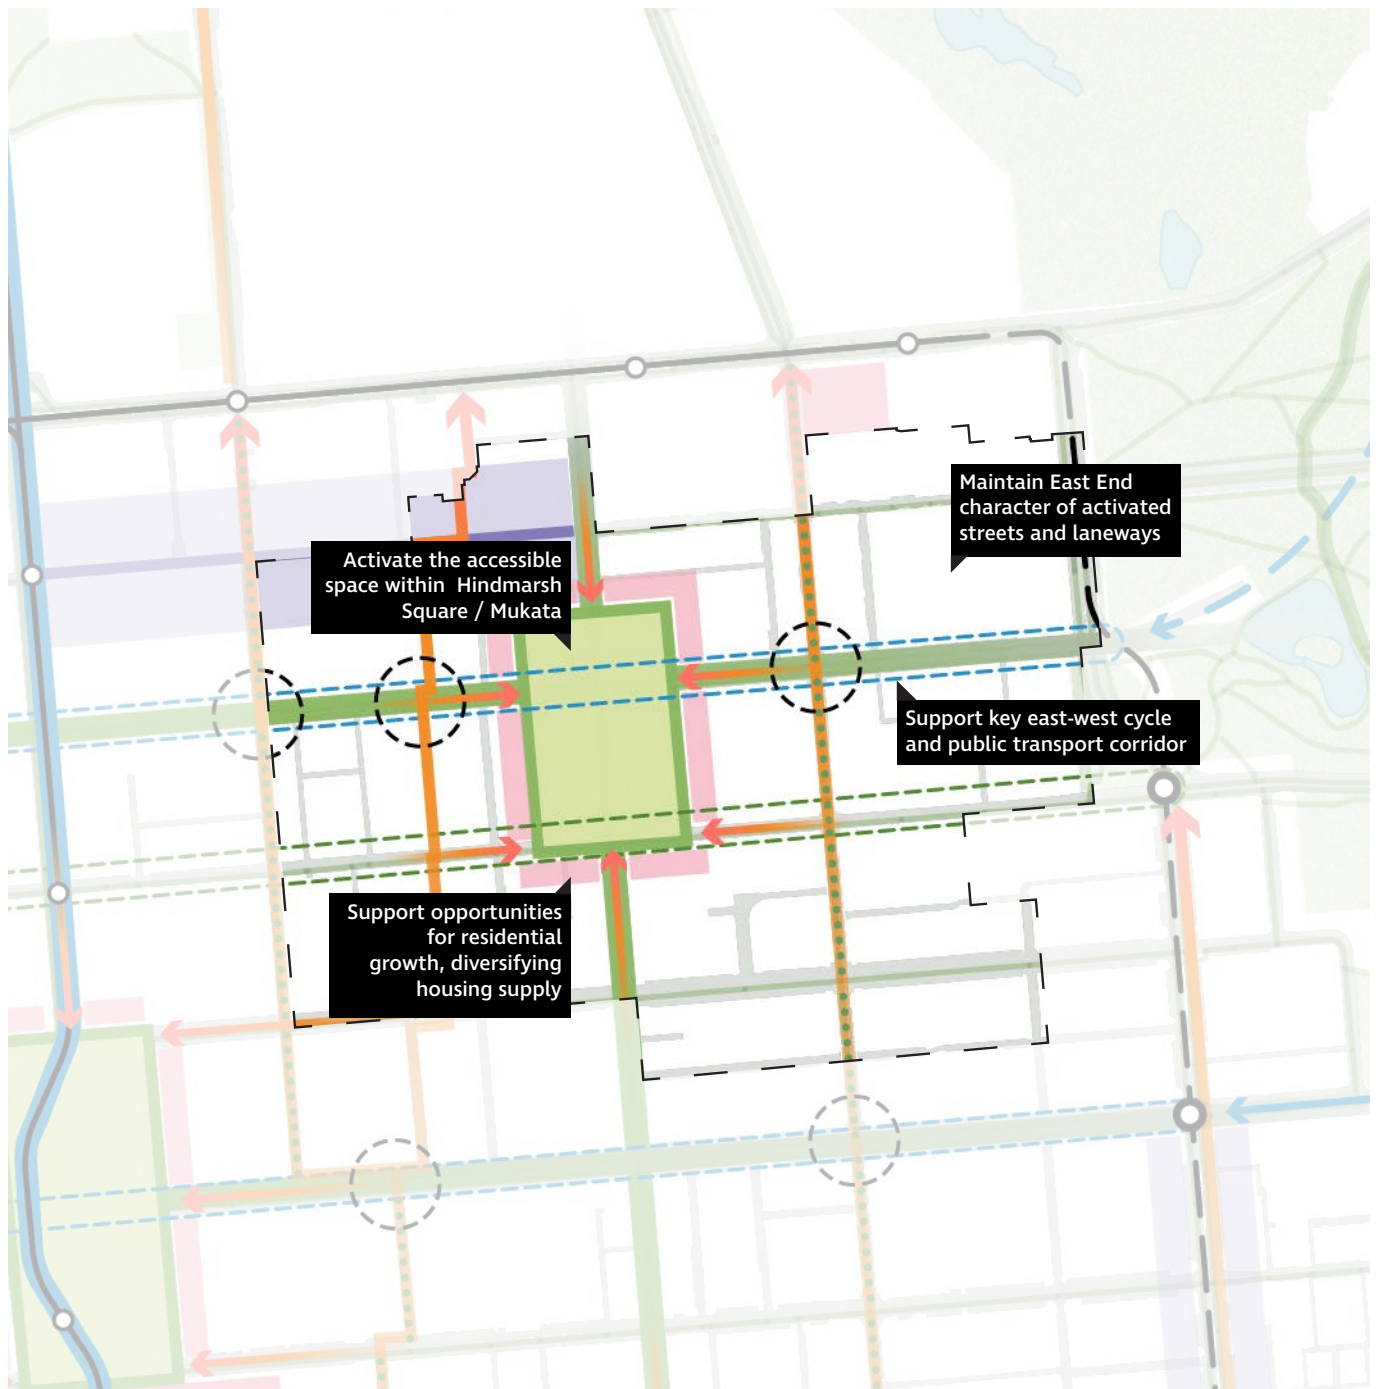 Maintain East End
character of activated
streets and laneways
Activate the accessible
space within  Hindmarsh
Square / Mukata
Support key east-west cycle
and public transport corridor
Support opportunities
for residential
growth, diversifying
housing supply